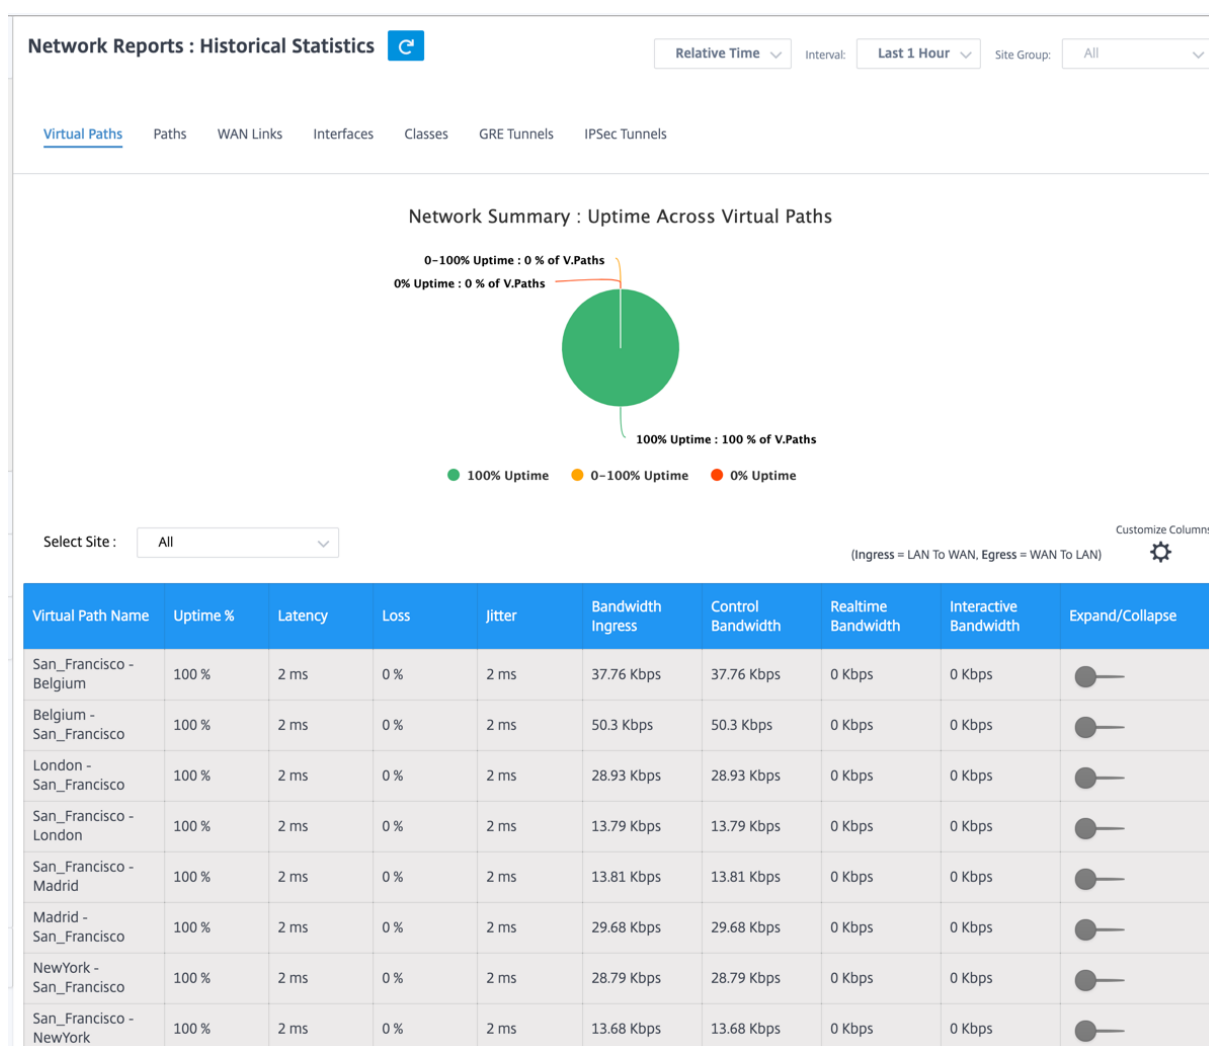 Network Reports : Historical Statistics
Relative Time Interval: Last 1 Hour Site Group: All
Virtual Paths Paths WAN Links Interfaces Classes GRE Tunnels IPSec Tunnels
Network Summary : Uptime Across Virtual Paths
0-100% Uptime : 0 % of V.Paths
0% Uptime : 0 % of V.Paths
100% Uptime : 100 % of V.Paths
100% Uptime 0-100% Uptime 0% Uptime
Customize Columns
Select Site : All
(Ingress = LAN To WAN, Egress = WAN To LAN)
Virtual Path Name Uptime % Latency Loss Jitter Bandwidth Ingress Control Bandwidth Realtime Bandwidth Interactive Bandwidth Expand/Collapse
San_Francisco - Belgium 100 % 2 ms 0 % 2 ms 37.76 Kbps 37.76 Kbps 0 Kbps 0 Kbps
Belgium - San_Francisco 100 % 2 ms 0 % 2 ms 50.3 Kbps 50.3 Kbps 0 Kbps 0 Kbps
London - San_Francisco 100 % 2 ms 0 % 2 ms 28.93 Kbps 28.93 Kbps 0 Kbps 0 Kbps
San_Francisco - London 100 % 2 ms 0 % 2 ms 13.79 Kbps 13.79 Kbps 0 Kbps 0 Kbps
San_Francisco - Madrid 100 % 2 ms 0 % 2 ms 13.81 Kbps 13.81 Kbps 0 Kbps 0 Kbps
Madrid - San_Francisco 100 % 2 ms 0 % 2 ms 29.68 Kbps 29.68 Kbps 0 Kbps 0 Kbps
NewYork - San_Francisco 100 % 2 ms 0 % 2 ms 28.79 Kbps 28.79 Kbps 0 Kbps 0 Kbps
San_Francisco - NewYork 100 % 2 ms 0 % 2 ms 13.68 Kbps 13.68 Kbps 0 Kbps 0 Kbps